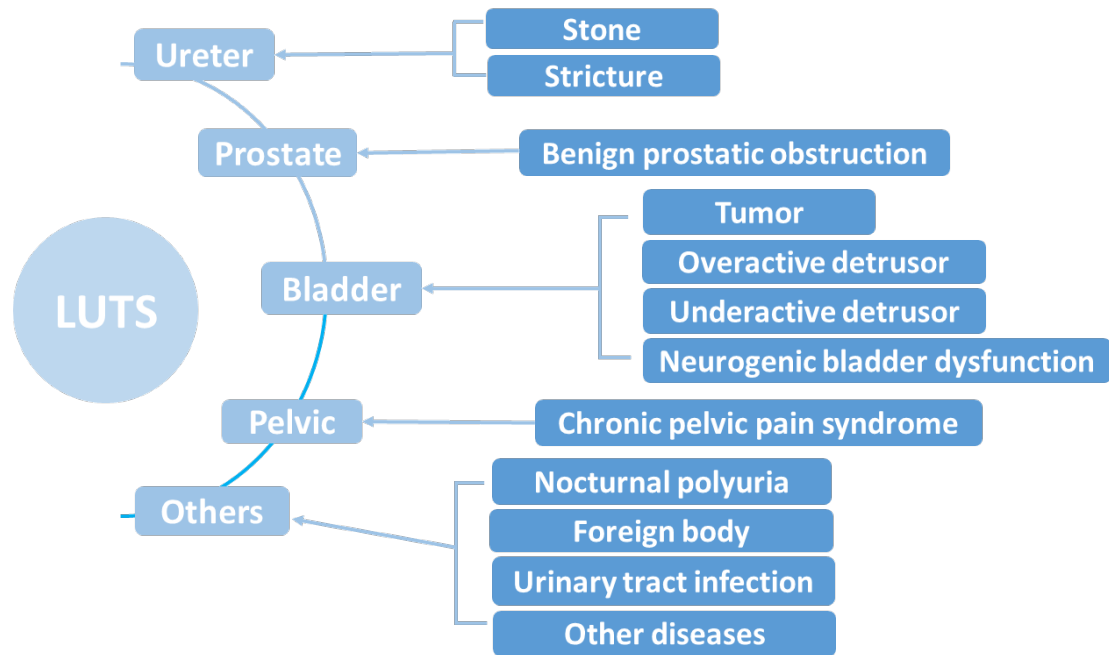 Ureter
Stone
Stricture
Prostate
Benign prostatic obstruction
LUTS
Bladder
Tumor
Overactive detrusor
Underactive detrusor
Neurogenic bladder dysfunction
Pelvic
Chronic pelvic pain syndrome
Others
Nocturnal polyuria
Foreign body
Urinary tract infection
Other diseases